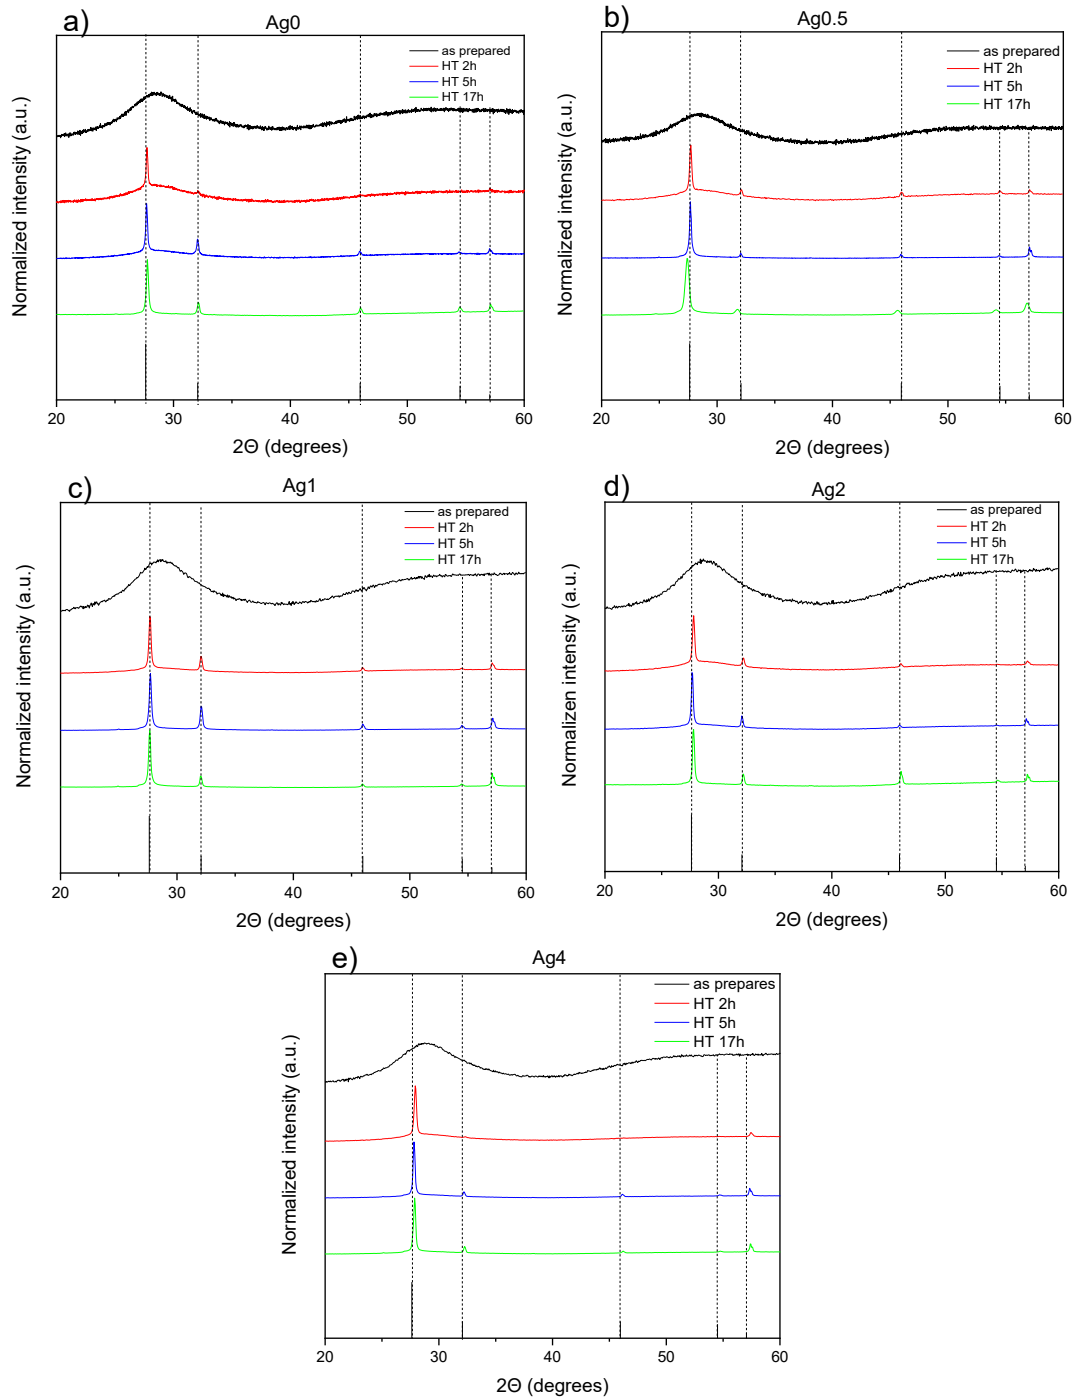 a)
Ag0
as prepared
HT 2h
HT 5h
HT 17h
Normalized intensity (a.u.)
20 30 40 50 60
2Θ (degrees)
b)
Ag0.5
as prepared
HT 2h
HT 5h
HT 17h
Normalized intensity (a.u.)
20 30 40 50 60
2Θ (degrees)
c)
Ag1
as prepared
HT 2h
HT 5h
HT 17h
Normalized intensity (a.u.)
20 30 40 50 60
2Θ (degrees)
d)
Ag2
as prepared
HT 2h
HT 5h
HT 17h
Normalizen intensity (a.u.)
20 30 40 50 60
2Θ (degrees)
e)
Ag4
as prepares
HT 2h
HT 5h
HT 17h
Normalized intensity (a.u.)
20 30 40 50 60
2Θ (degrees)